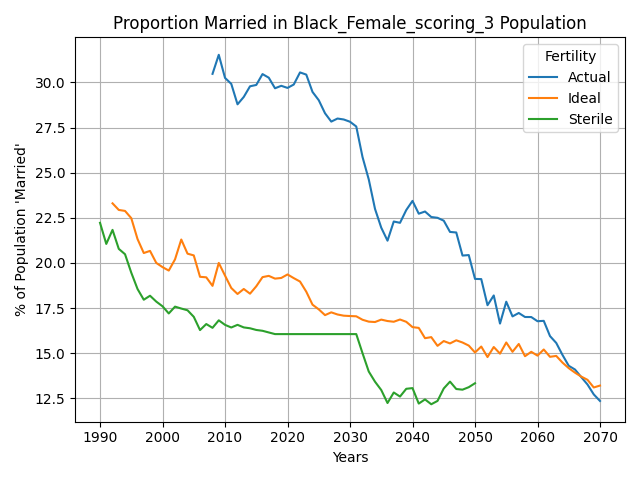 Proportion Married in Black_Female_scoring_3 Population
% of Population 'Married'
30.0
27.5
25.0
22.5
20.0
17.5
15.0
12.5
Fertility
Actual
Ideal
Sterile
1990 2000 2010 2020 2030 2040 2050 2060 2070
Years